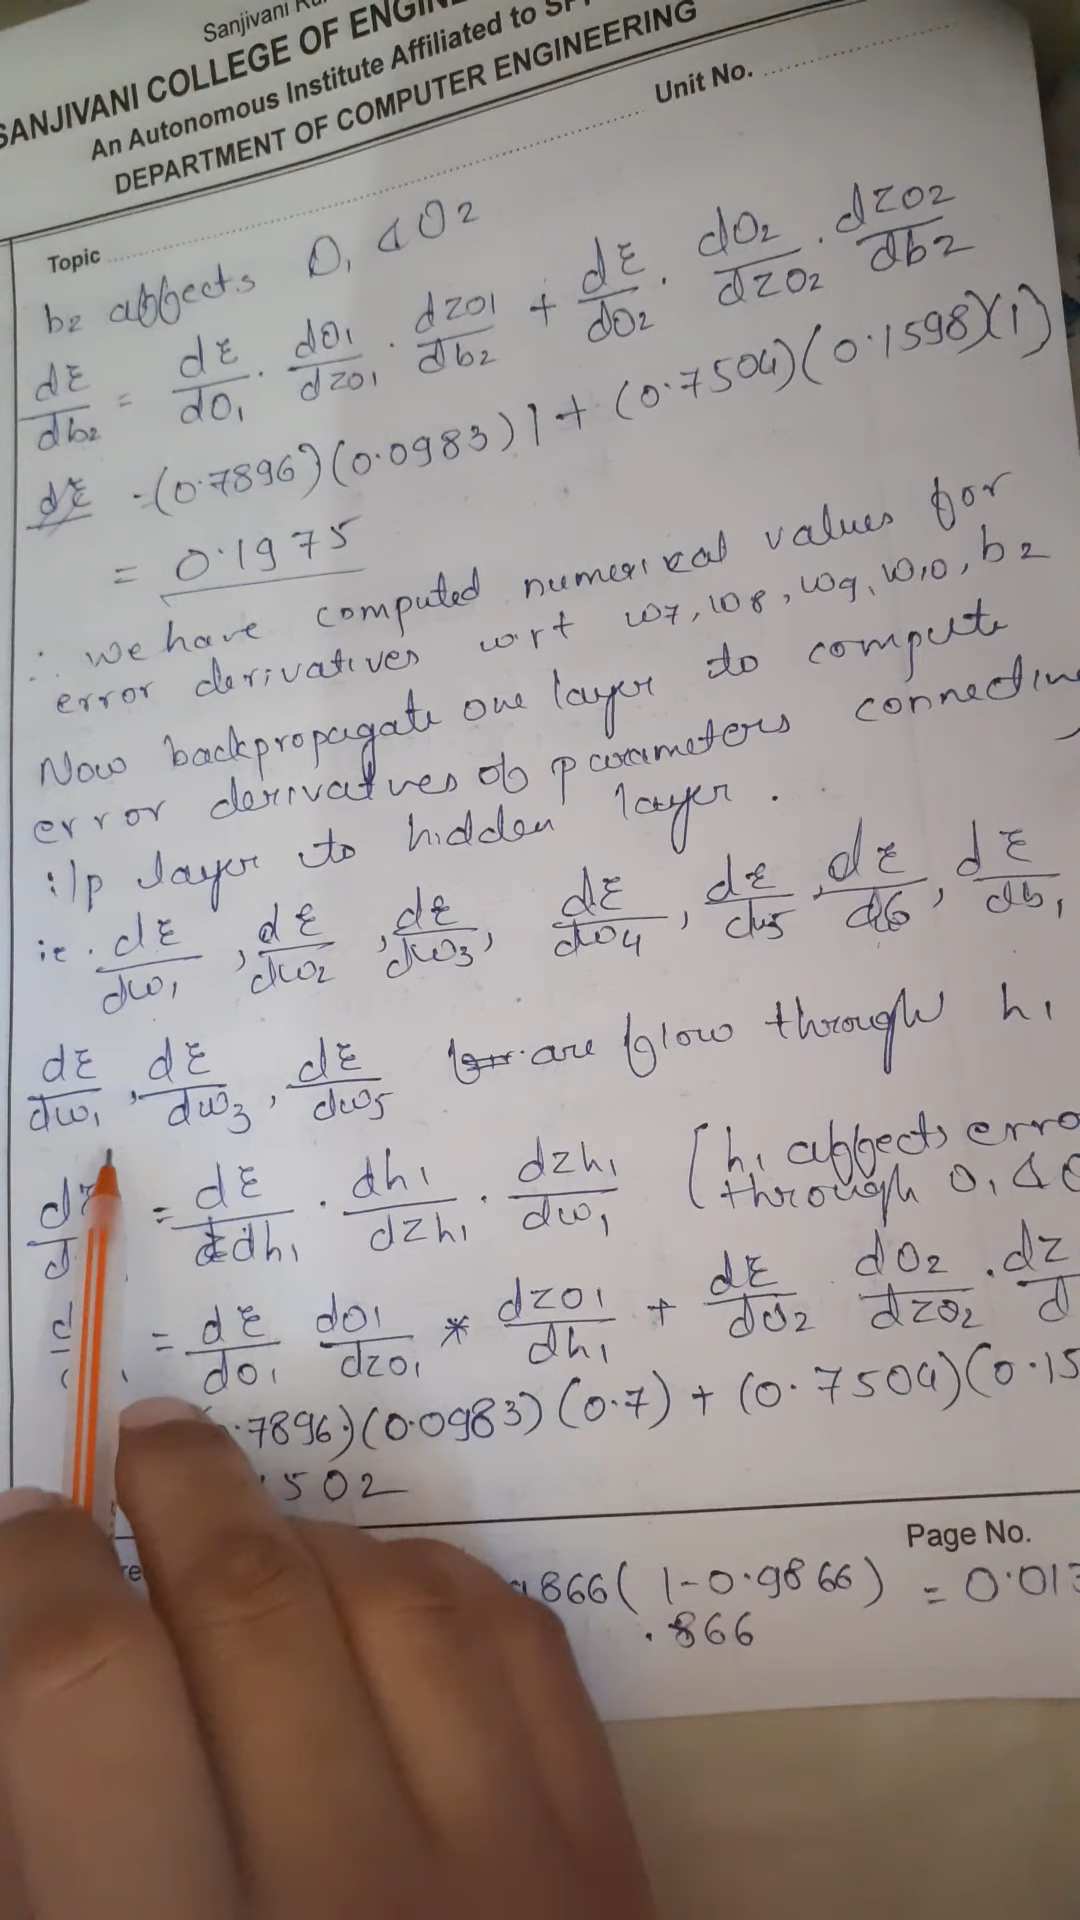 Sanjivani
SANJIVANI COLLEGE OF
An Autonomous Institute Affiliated to
DEPARTMENT OF COMPUTER ENGINEERING
Unit No.
Topic
b2 affects O1 & O2
dE/db2 = dE/dO1 . dO1/dZO1 . dZO1/db2 + dE/dO2 . dO2/dZO2 . dZO2/db2
dE = (0.7896)(0.0983)1 + (0.7504)(0.1598)(1)
= 0.1975
∴ we have computed numerical values for
error derivatives w.r.t w7, w8, w9, w10, b2
Now backpropagate one layer to compute
error derivatives of parameters connecting
i/p layer to hidden layer.
ie. dE/dw1, dE/dw2, dE/dw3, dE/dw4, dE/dw5, dE/d6, dE/db1
dE/dw1, dE/dw3, dE/dw5 are flow through h1
= dE/dh1 . dh1/dzh1 . dzh1/dw1 (h1 affects
through O1 &
= dE/dO1 dO1/dZO1 * dZO1/dh1 + dE/dO2 dO2/dZO2 .
.7896)(0.0983)(0.7) + (0.7504)(0.15
502
Page No.
866(1-0.9866) = 0.013
.866